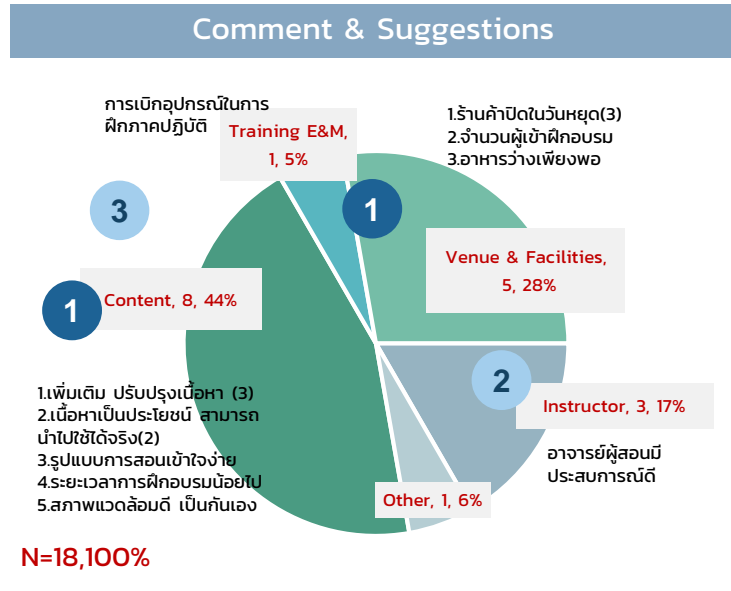 Comment & Suggestions
การเบิกอุปกรณ์ในการ
ฝึกภาคปฏิบัติ
Training E&M,
1, 5%
1.ร้านค้าปิดในวันหยุด(3)
2.จำนวนผู้เข้าฝึกอบรม
3.อาหารว่างเพียงพอ
3
1
Venue & Facilities,
5, 28%
1
Content, 8, 44%
2
Instructor, 3, 17%
อาจารย์ผู้สอนมี
ประสบการณ์ดี
1.เพิ่มเติม ปรับปรุงเนื้อหา (3)
2.เนื้อหาเป็นประโยชน์ สามารถ
นำไปใช้ได้จริง(2)
3.รูปแบบการสอนเข้าใจง่าย
4.ระยะเวลาการฝึกอบรมน้อยไป
5.สภาพแวดล้อมดี เป็นกันเอง
Other, 1, 6%
N=18,100%